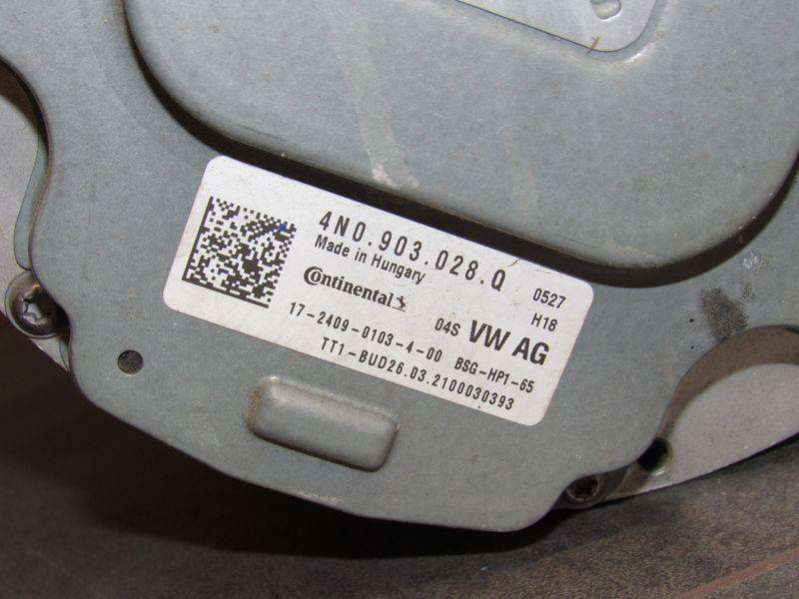 4N0.903.028.Q 0527
Made in Hungary H18
Continental 04S VW AG
17-2409-0103-4-00 BSG-HP1-65
TT1-BUD26.03.2100030393